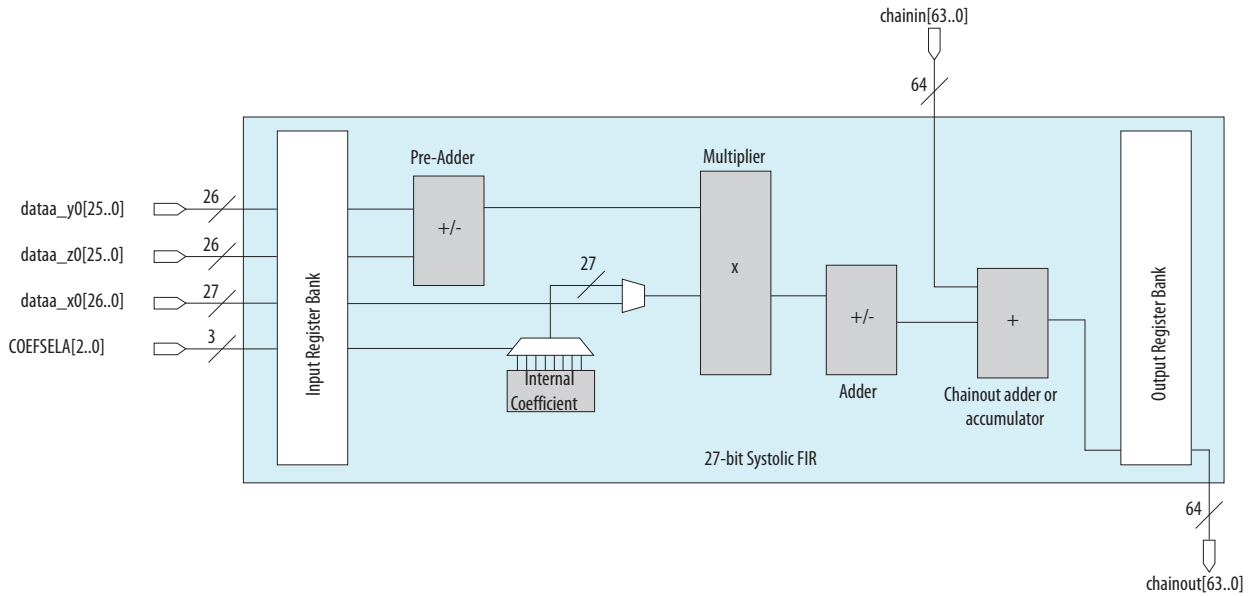 chainin[63..0]
64
Pre-Adder
Multiplier
dataa_y0[25..0]
26
+/-
dataa_z0[25..0]
26
27
x
dataa_x0[26..0]
27
COEFSELA[2..0]
3
Input Register Bank
Internal
Coefficient
+/-
Adder
+
Chainout adder or
accumulator
Output Register Bank
27-bit Systolic FIR
64
chainout[63..0]